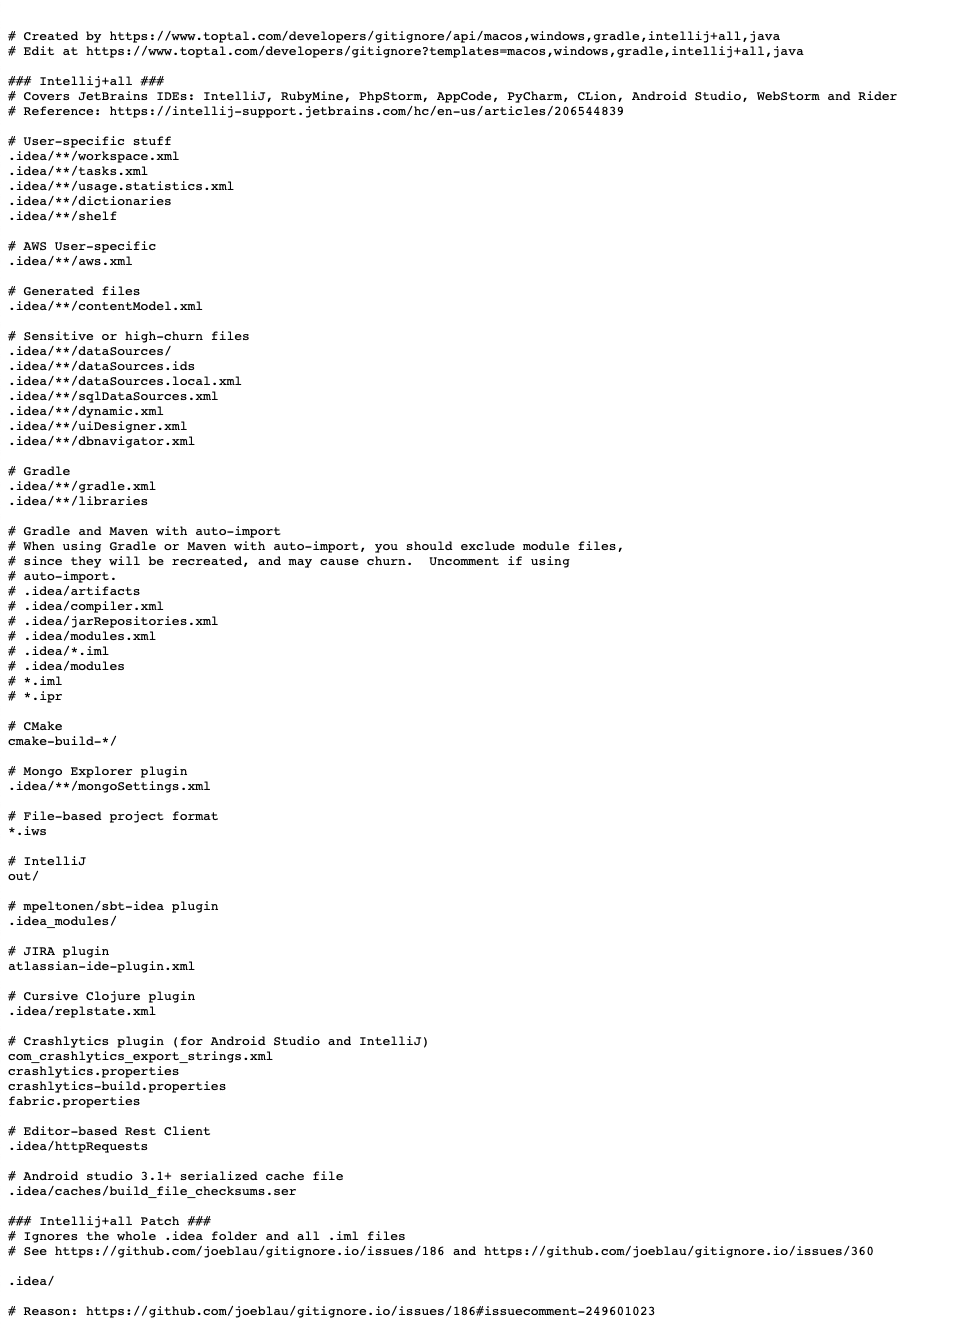 # Created by https://www.toptal.com/developers/gitignore/api/macos,windows,gradle,intellij+all,java
# Edit at https://www.toptal.com/developers/gitignore?templates=macos,windows,gradle,intellij+all,java

### Intellij+all ###
# Covers JetBrains IDEs: IntelliJ, RubyMine, PhpStorm, AppCode, PyCharm, CLion, Android Studio, WebStorm and Rider
# Reference: https://intellij-support.jetbrains.com/hc/en-us/articles/206544839

# User-specific stuff
.idea/**/workspace.xml
.idea/**/tasks.xml
.idea/**/usage.statistics.xml
.idea/**/dictionaries
.idea/**/shelf

# AWS User-specific
.idea/**/aws.xml

# Generated files
.idea/**/contentModel.xml

# Sensitive or high-churn files
.idea/**/dataSources/
.idea/**/dataSources.ids
.idea/**/dataSources.local.xml
.idea/**/sqlDataSources.xml
.idea/**/dynamic.xml
.idea/**/uiDesigner.xml
.idea/**/dbnavigator.xml

# Gradle
.idea/**/gradle.xml
.idea/**/libraries

# Gradle and Maven with auto-import
# When using Gradle or Maven with auto-import, you should exclude module files,
# since they will be recreated, and may cause churn.  Uncomment if using
# auto-import.
# .idea/artifacts
# .idea/compiler.xml
# .idea/jarRepositories.xml
# .idea/modules.xml
# .idea/*.iml
# .idea/modules
# *.iml
# *.ipr

# CMake
cmake-build-*/

# Mongo Explorer plugin
.idea/**/mongoSettings.xml

# File-based project format
*.iws

# IntelliJ
out/

# mpeltonen/sbt-idea plugin
.idea_modules/

# JIRA plugin
atlassian-ide-plugin.xml

# Cursive Clojure plugin
.idea/replstate.xml

# Crashlytics plugin (for Android Studio and IntelliJ)
com_crashlytics_export_strings.xml
crashlytics.properties
crashlytics-build.properties
fabric.properties

# Editor-based Rest Client
.idea/httpRequests

# Android studio 3.1+ serialized cache file
.idea/caches/build_file_checksums.ser

### Intellij+all Patch ###
# Ignores the whole .idea folder and all .iml files
# See https://github.com/joeblau/gitignore.io/issues/186 and https://github.com/joeblau/gitignore.io/issues/360

.idea/

# Reason: https://github.com/joeblau/gitignore.io/issues/186#issuecomment-249601023